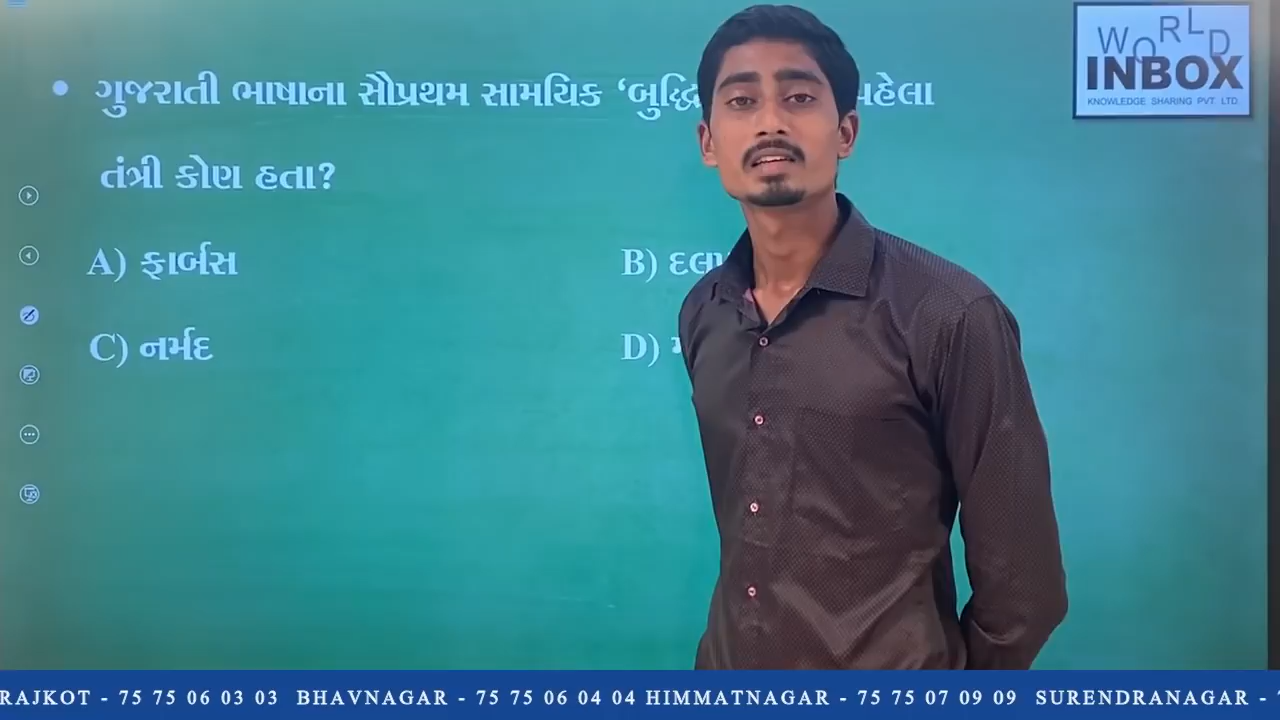 • ગુજરાતી ભાષાના સૌપ્રથમ સામયિક ‘બુદ્ધિ પહેલા
તંત્રી કોણ હતા?
A) ફાર્બસ B)
C) નર્મદ D)
WORLD
INBOX
KNOWLEDGE SHARING PVT. LTD.
RAJKOT - 75 75 06 03 03 BHAVNAGAR - 75 75 06 04 04 HIMMATNAGAR - 75 75 07 09 09 SURENDRANAGAR -